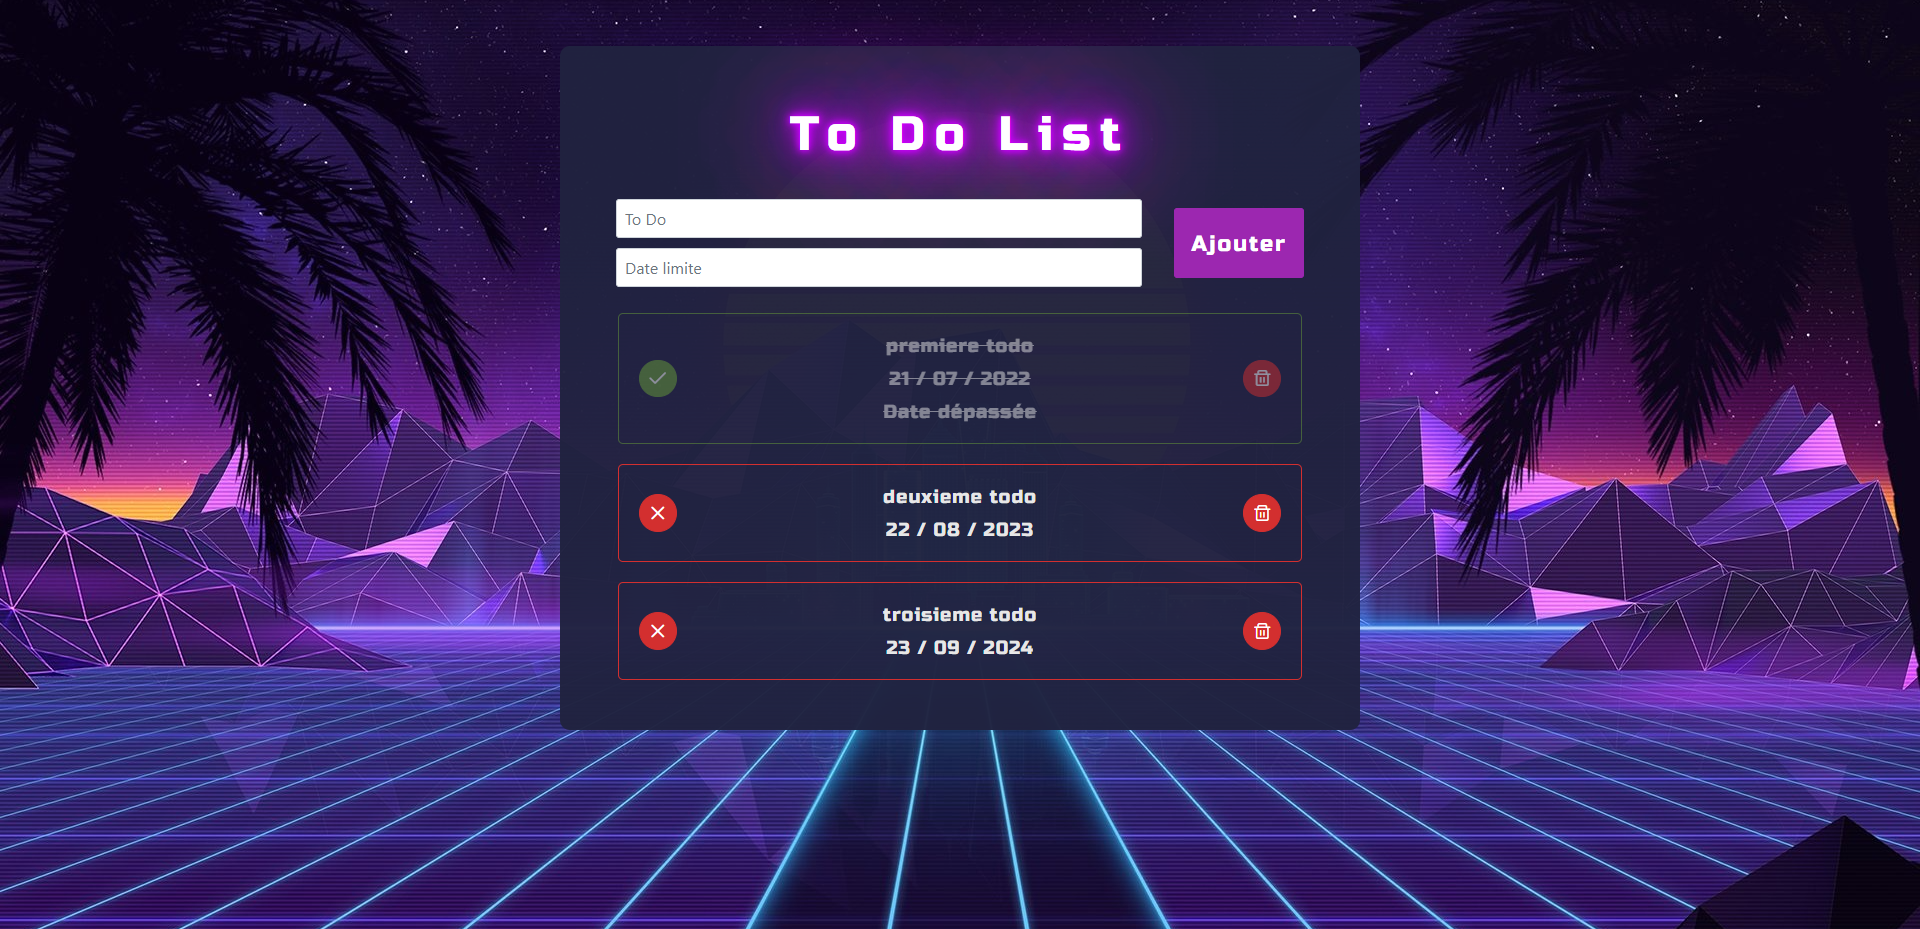 To Do List
To Do
Date limite
Ajouter
premiere todo
21 / 07 / 2022
Date dépassée
deuxieme todo
22 / 08 / 2023
troisieme todo
23 / 09 / 2024